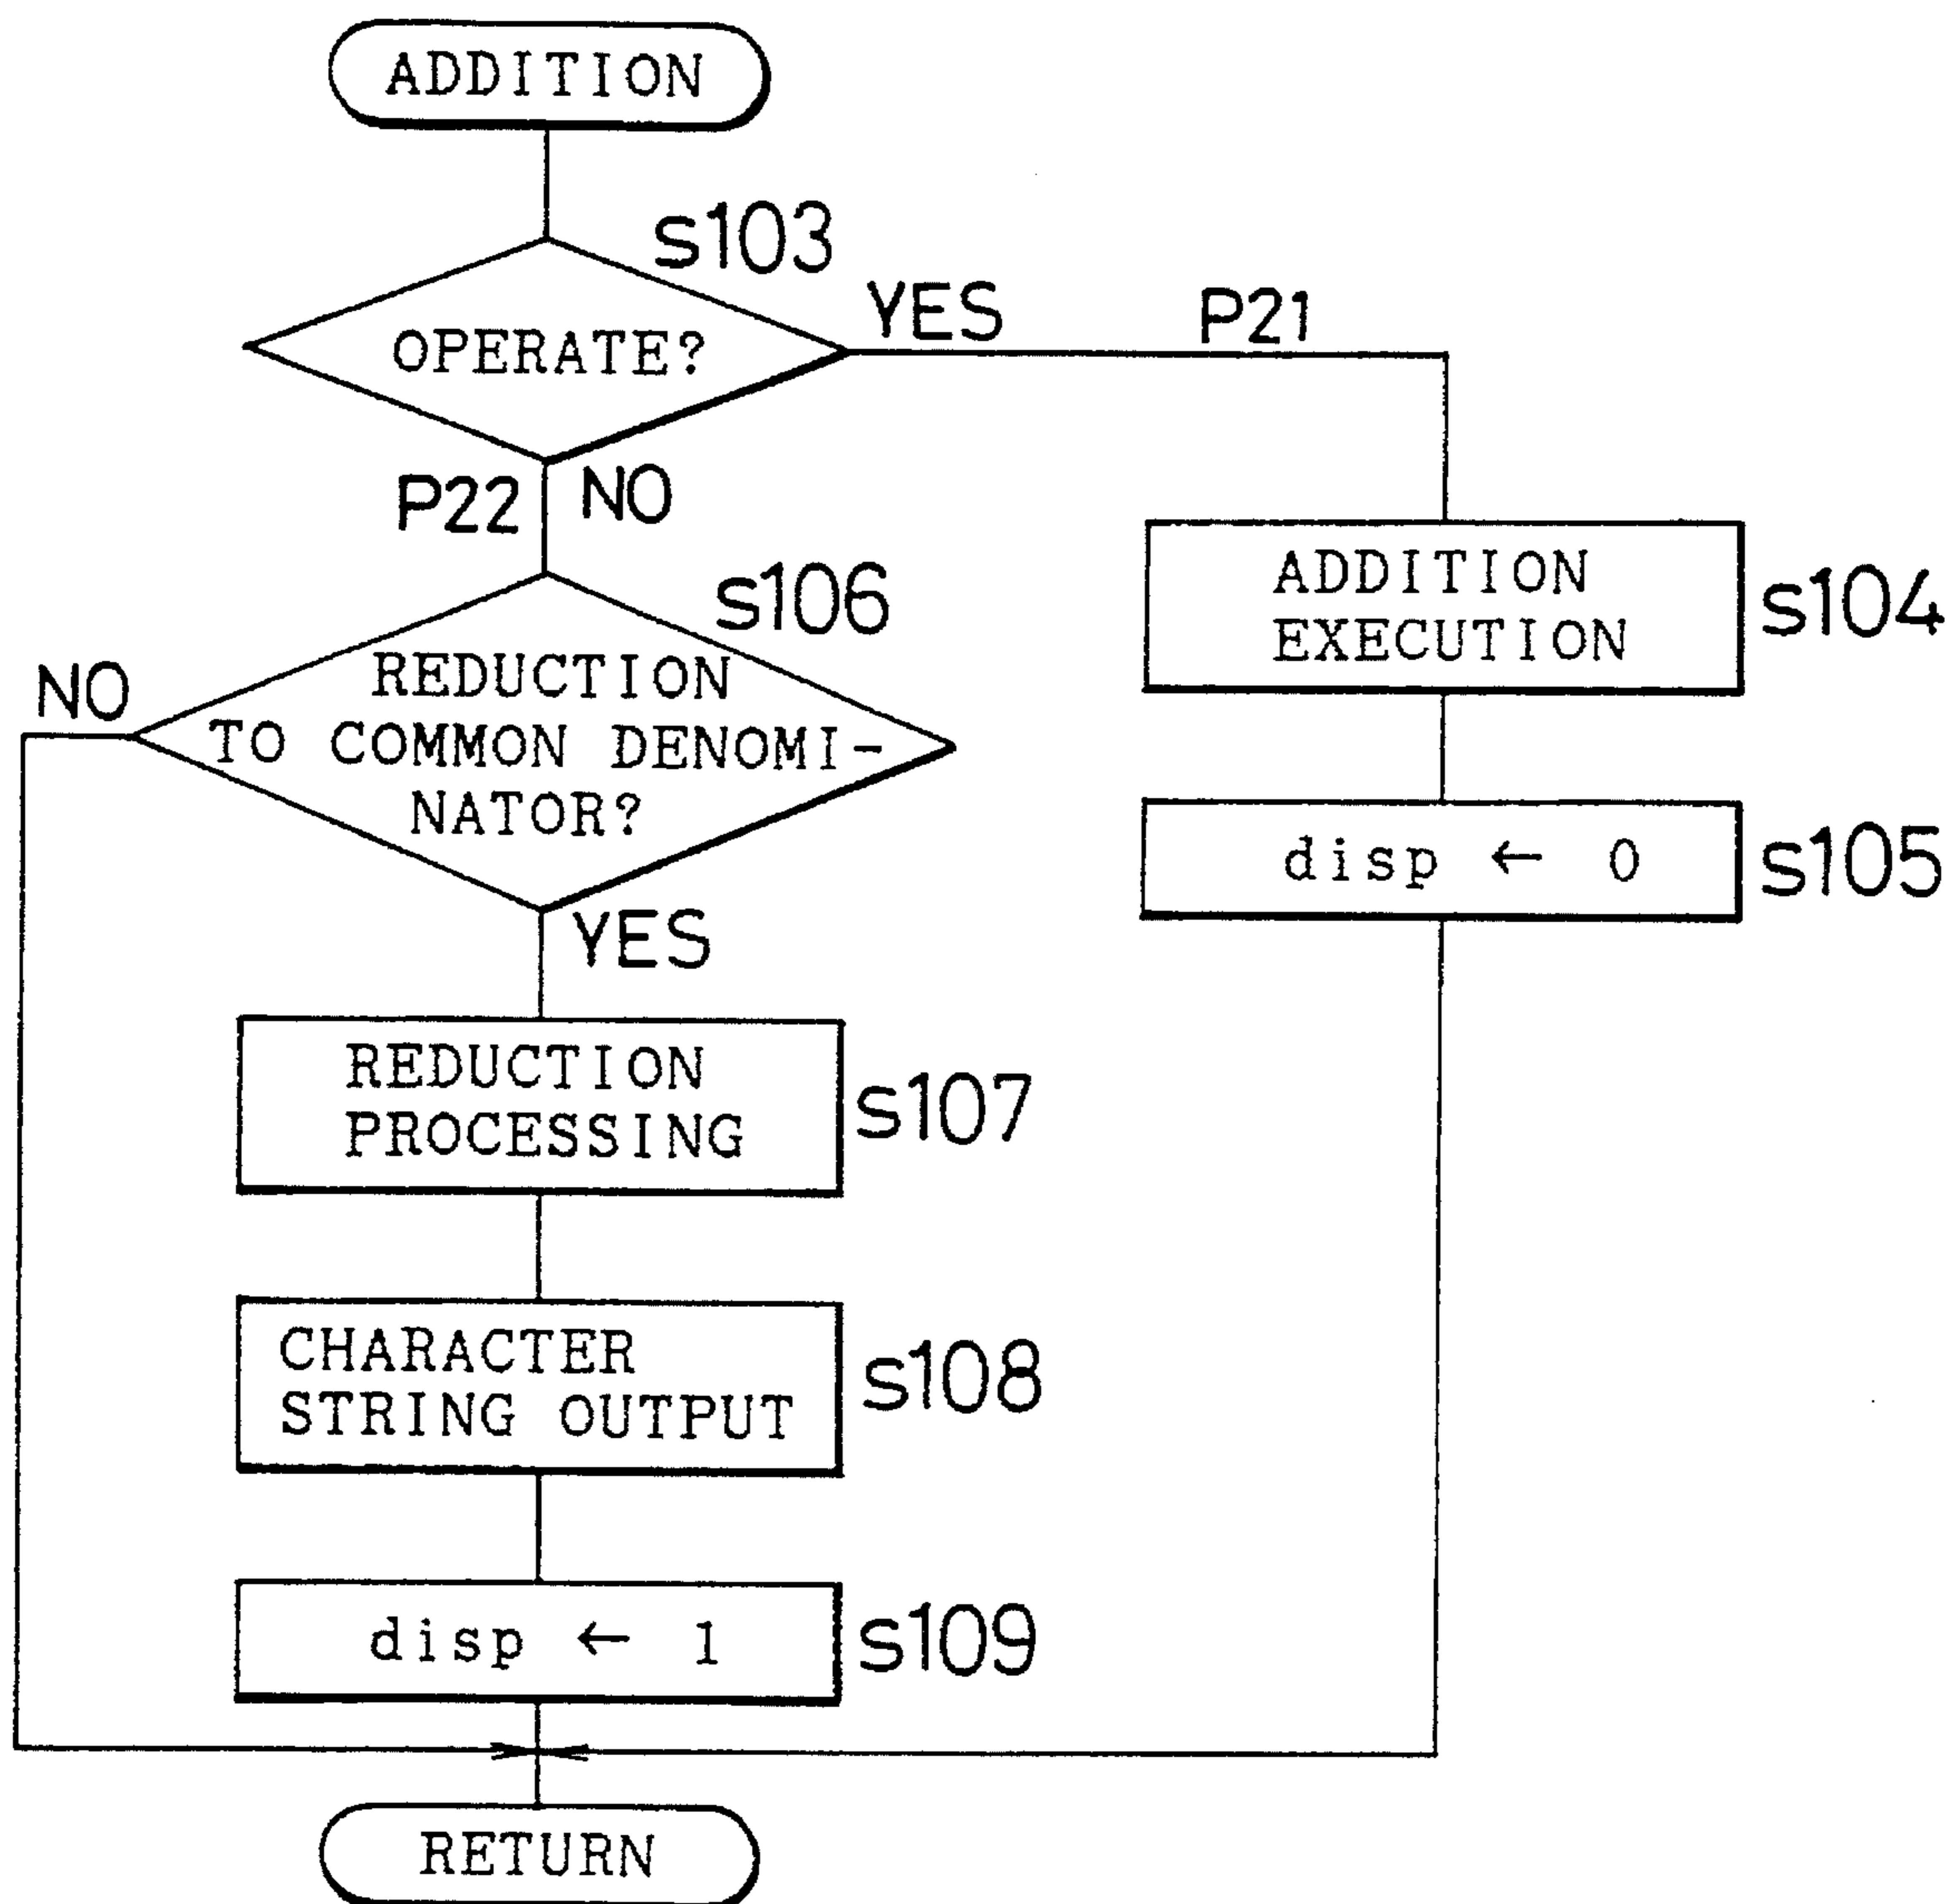 ADDITION
s103
OPERATE?
YES
P21
P22
NO
s106
NO
REDUCTION
TO COMMON DENOMI-
NATOR?
YES
ADDITION
EXECUTION
s104
disp ← 0
s105
REDUCTION
PROCESSING
s107
CHARACTER
STRING OUTPUT
s108
disp ← 1
s109
RETURN